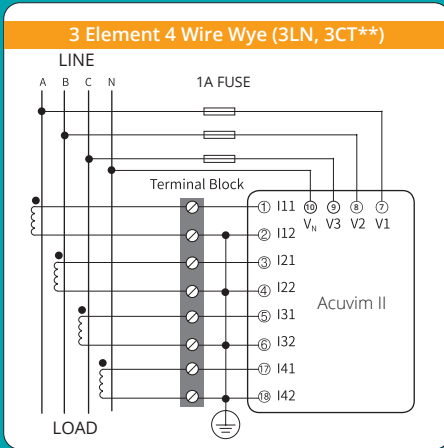 3 Element 4 Wire Wye (3LN, 3CT**)
LINE
A B C N
1A FUSE
Terminal Block
10 9 8 7
VN V3 V2 V1
1 I11
2 I12
3 I21
4 I22
Acuvim II
5 I31
6 I32
17 I41
18 I42
LOAD